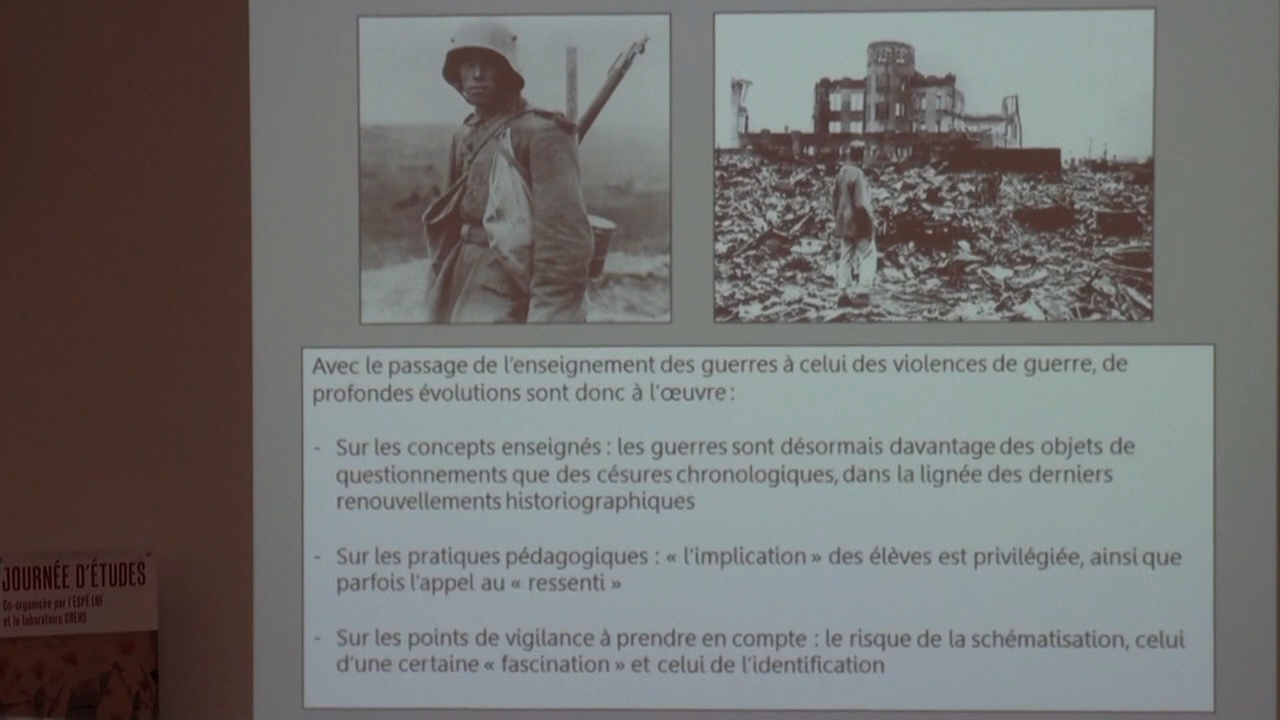 Avec le passage de l'enseignement des guerres à celui des violences de guerre, de
profondes évolutions sont donc à l'œuvre :
- Sur les concepts enseignés : les guerres sont désormais davantage des objets de
questionnements que des césures chronologiques, dans la lignée des derniers
renouvellements historiographiques
- Sur les pratiques pédagogiques : « l'implication » des élèves est privilégiée, ainsi que
parfois l'appel au « ressenti »
- Sur les points de vigilance à prendre en compte : le risque de la schématisation, celui
d'une certaine « fascination » et celui de l'identification
JOURNÉE D'ÉTUDES
Co-organisée par l'ÉSPÉ LNF
et le laboratoire CREHS